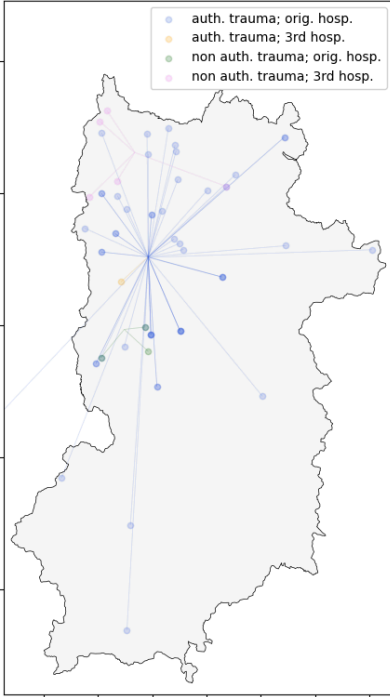 auth. trauma; orig. hosp.
auth. trauma; 3rd hosp.
non auth. trauma; orig. hosp.
non auth. trauma; 3rd hosp.